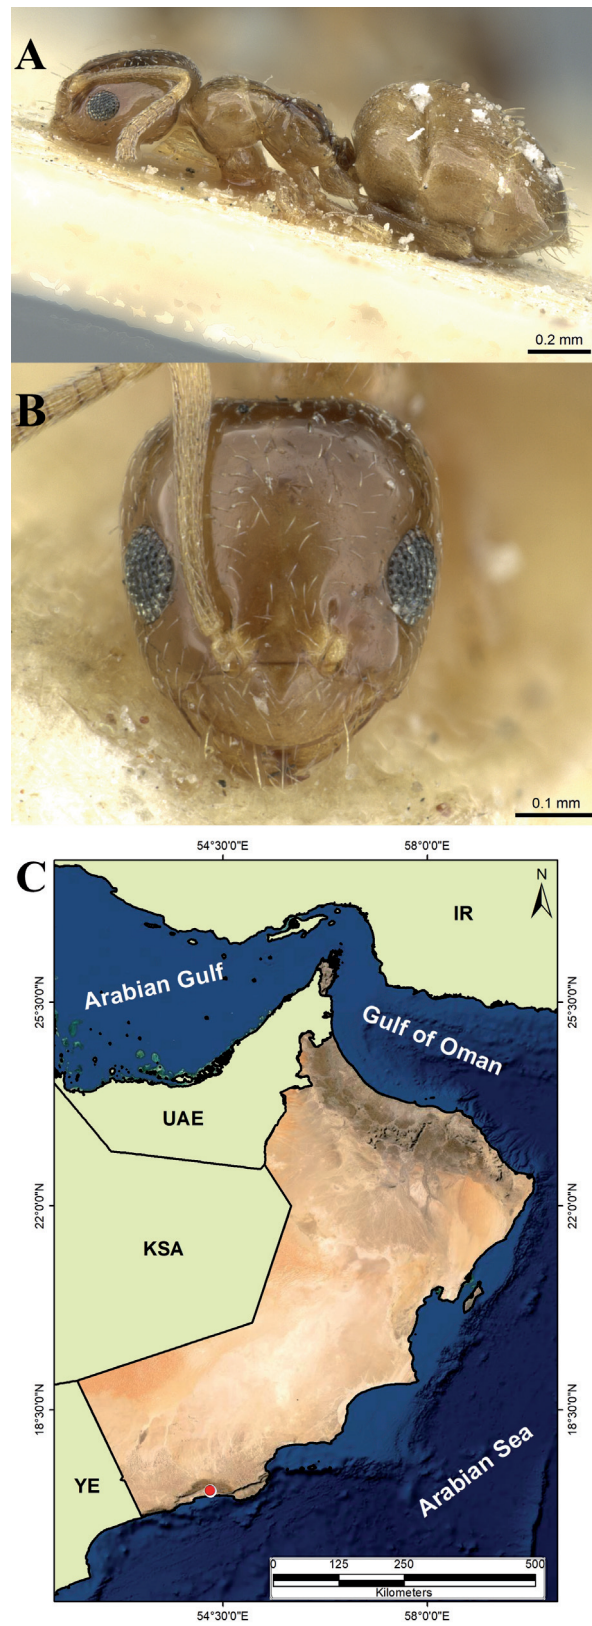 A
0.2 mm
B
0.1 mm
C
54°30'0"E 58°0'0"E
N
IR
Arabian Gulf
Gulf of Oman
25°30'0"N 25°30'0"N
UAE
22°0'0"N 22°0'0"N
KSA
18°30'0"N 18°30'0"N
YE
Arabian Sea
0 125 250 500
Kilometers
54°30'0"E 58°0'0"E